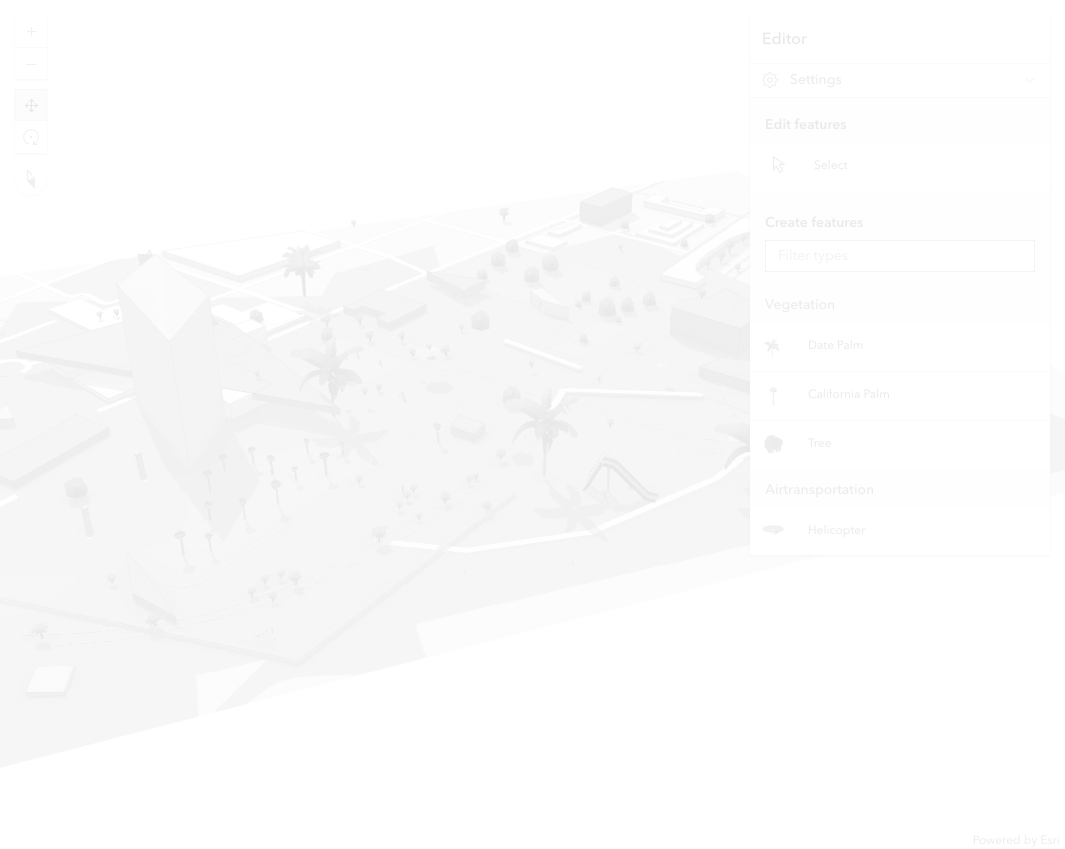 Editor
Settings
Edit features
Select
Create features
Filter types
Vegetation
Date Palm
California Palm
Tree
Airtransportation
Helicopter
Powered by Esri